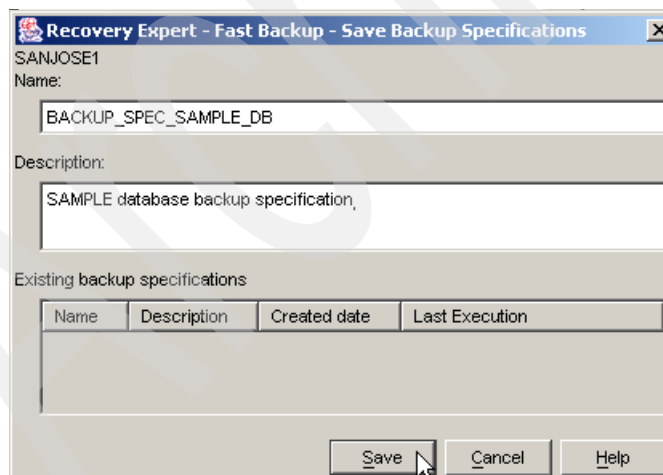 Recovery Expert - Fast Backup - Save Backup Specifications
SANJOSE1
Name:
BACKUP_SPEC_SAMPLE_DB
Description:
SAMPLE database backup specification
Existing backup specifications
Name Description Created date Last Execution
Save Cancel Help